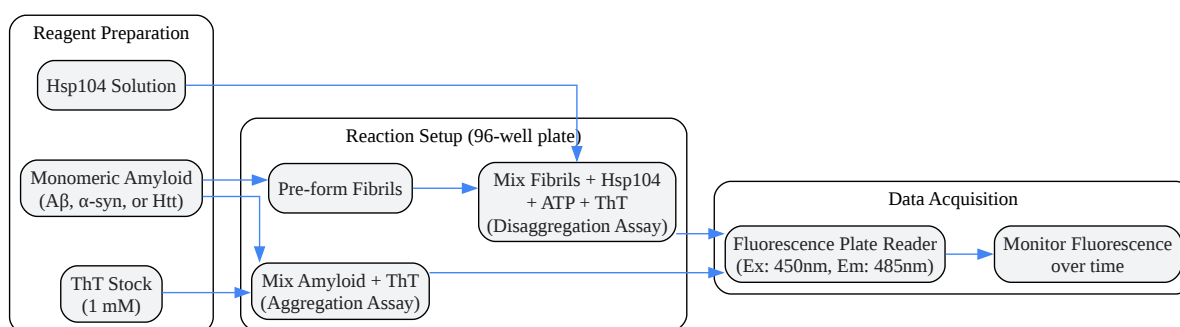 Reagent Preparation
Hsp104 Solution
Monomeric Amyloid
(Aβ, α-syn, or Htt)
ThT Stock
(1 mM)
Reaction Setup (96-well plate)
Pre-form Fibrils
Mix Fibrils + Hsp104
+ ATP + ThT
(Disaggregation Assay)
Mix Amyloid + ThT
(Aggregation Assay)
Data Acquisition
Fluorescence Plate Reader
(Ex: 450nm, Em: 485nm)
Monitor Fluorescence
over time